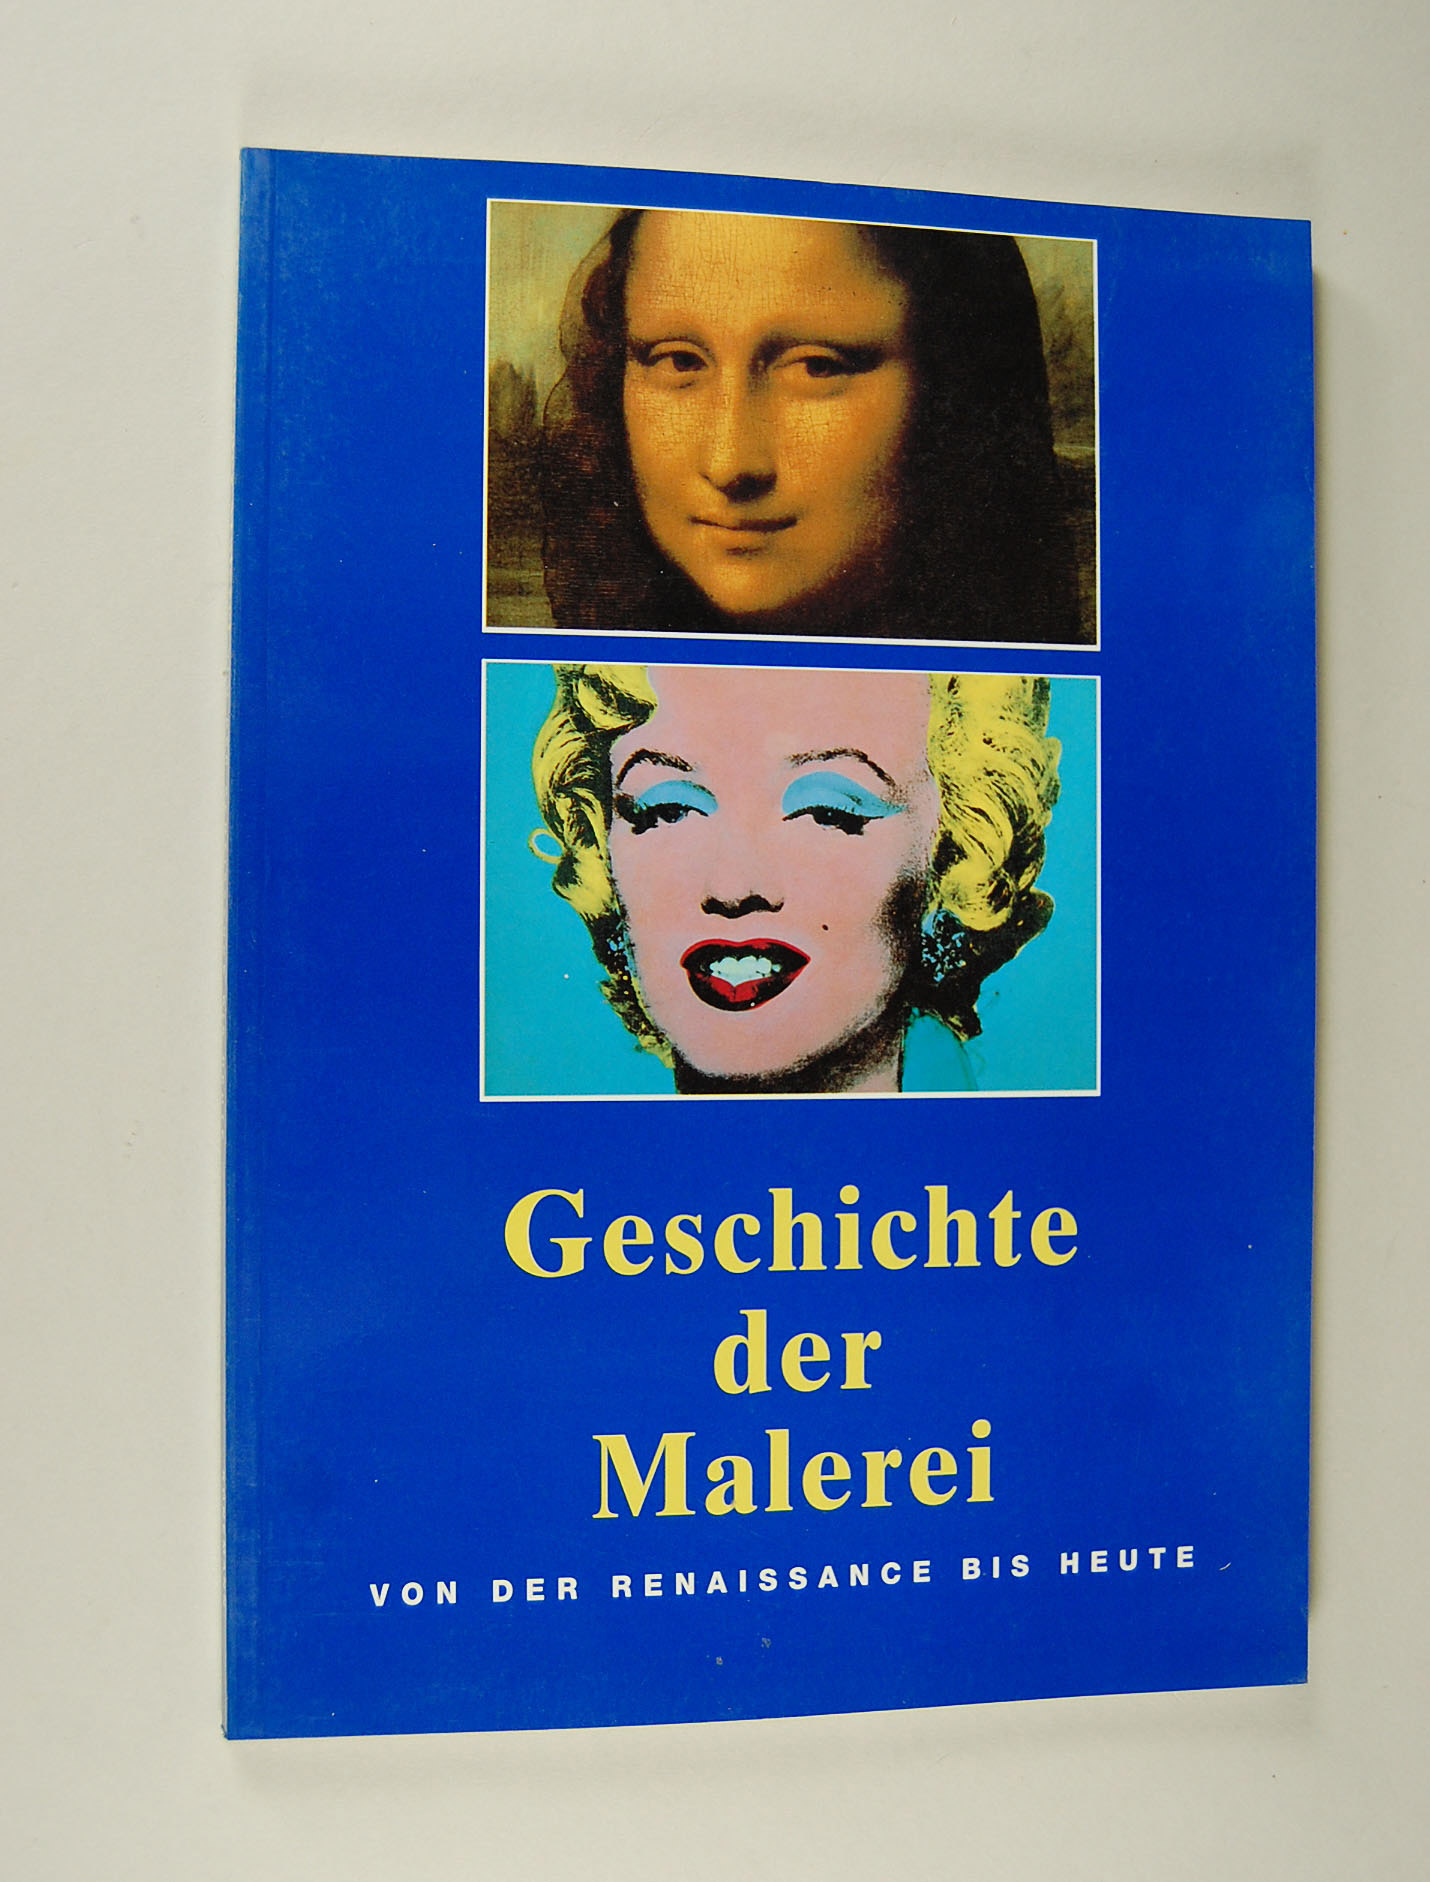 Geschichte
der
Malerei
VON DER RENAISSANCE BIS HEUTE